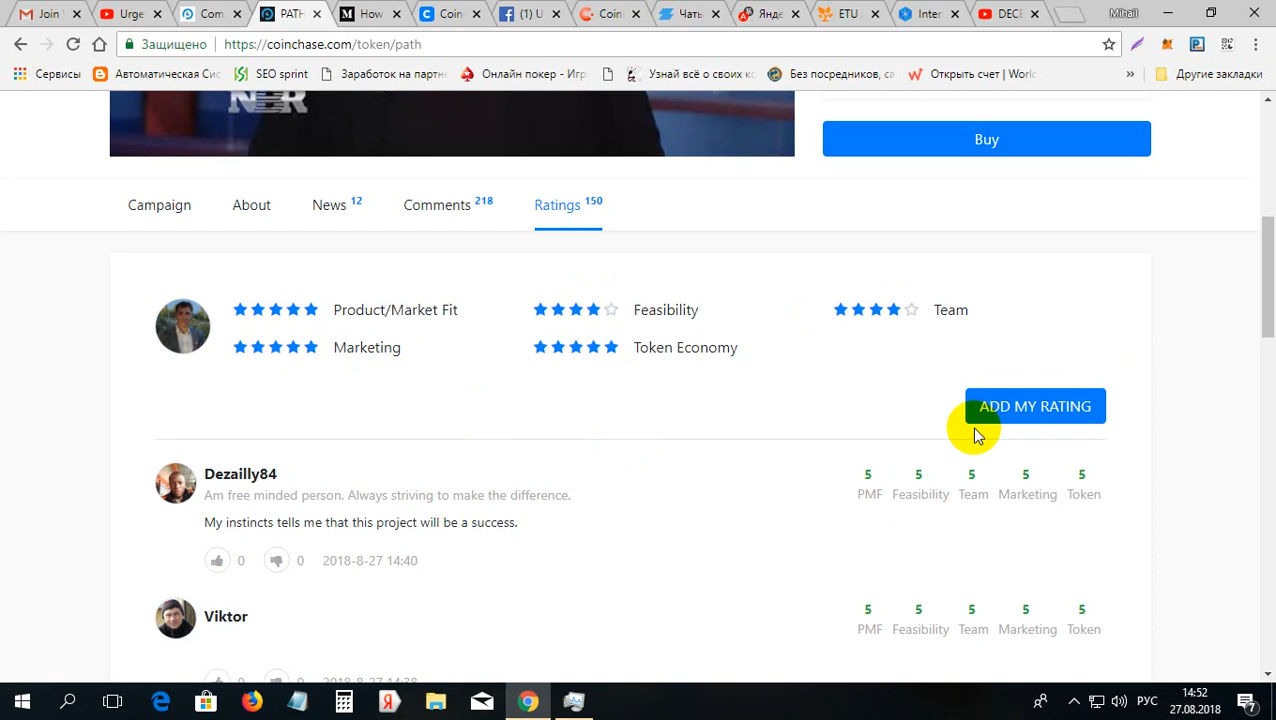 Join
Urge
Com
PATH
How
Coin
(1) U
Coin
Чать
Янде
ETU
Inter
DECE
Mihail
Защищено https://coinchase.com/token/path
Сервисы Автоматическая Сис SEO sprint Заработок на партне Онлайн покер - Игр Узнай всё о своих ко Без посредников, са Открыть счет | Worl » Другие закладки
Buy
Campaign About News 12 Comments 218 Ratings 150
Product/Market Fit Feasibility Team
Marketing Token Economy
ADD MY RATING
Dezailly84 5 5 5 5 5
Am free minded person. Always striving to make the difference. PMF Feasibility Team Marketing Token
My instincts tells me that this project will be a success.
0 0 2018-8-27 14:40
Viktor 5 5 5 5 5
PMF Feasibility Team Marketing Token
РУС
14:52
27.08.2018
7